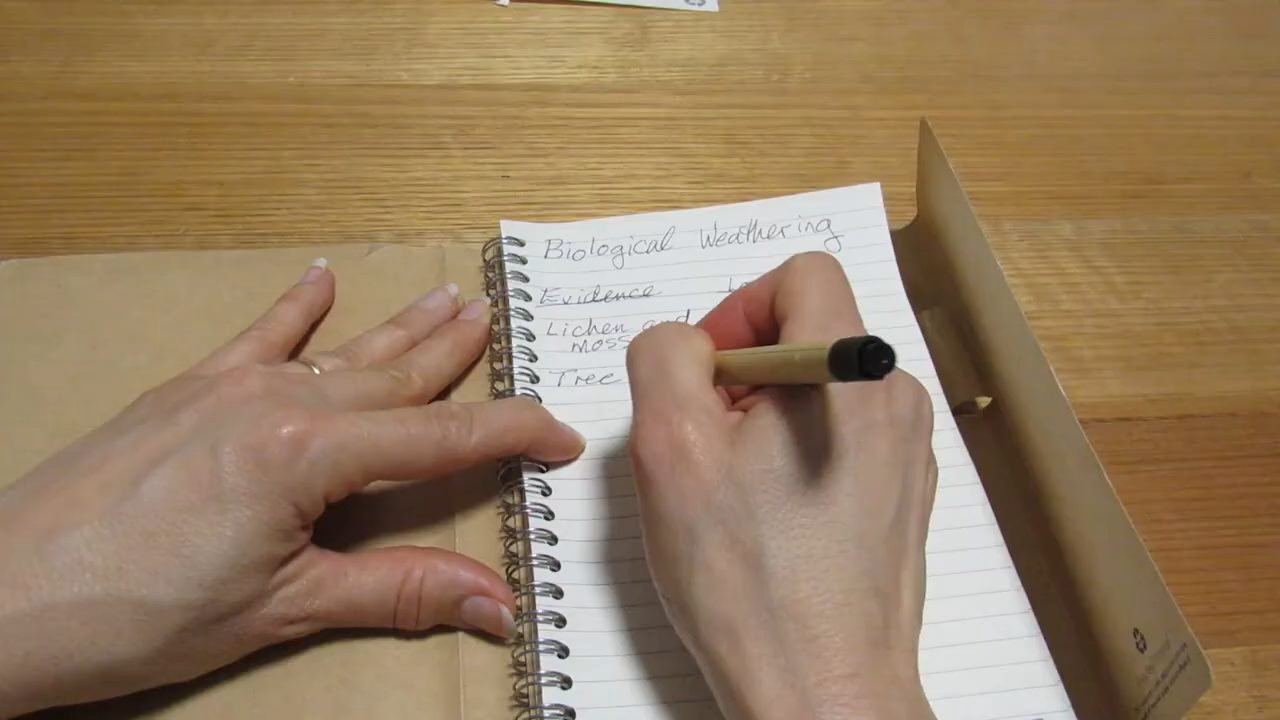 Biological Weathering
Evidence
Lichen and
moss
Tree